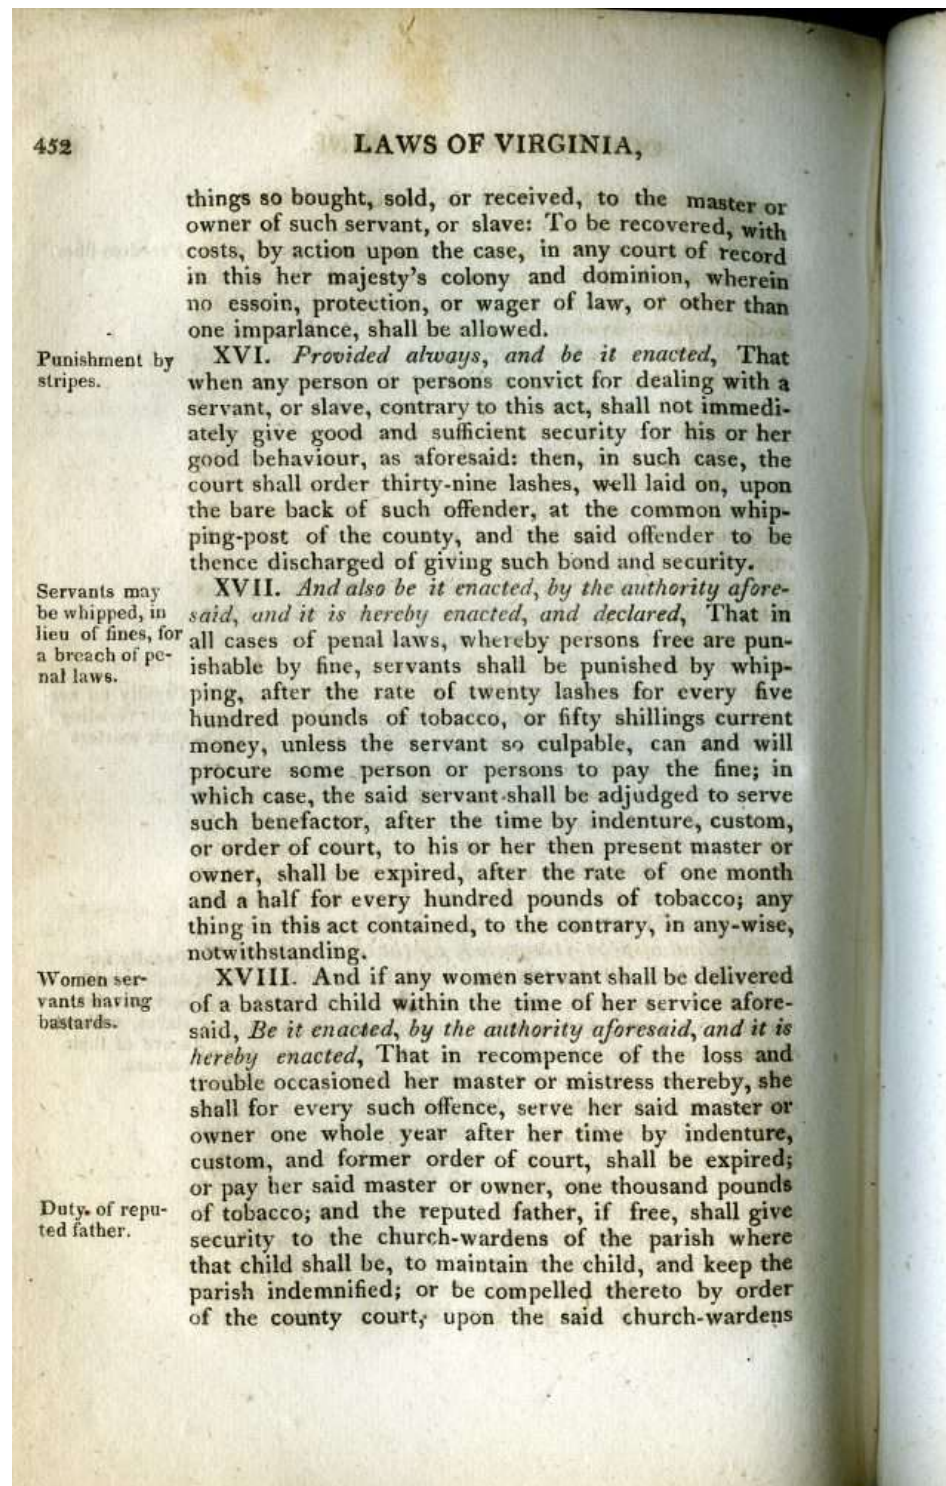 452
LAWS OF VIRGINIA,
things so bought, sold, or received, to the master or
owner of such servant, or slave: To be recovered, with
costs, by action upon the case, in any court of record
in this her majesty's colony and dominion, wherein
no essoin, protection, or wager of law, or other than
one imparlance, shall be allowed.
Punishment by
stripes.
XVI. Provided always, and be it enacted, That
when any person or persons convict for dealing with a
servant, or slave, contrary to this act, shall not immedi-
ately give good and sufficient security for his or her
good behaviour, as aforesaid: then, in such case, the
court shall order thirty-nine lashes, well laid on, upon
the bare back of such offender, at the common whip-
ping-post of the county, and the said offender to be
thence discharged of giving such bond and security.
Servants may
be whipped, in
lieu of fines, for
a breach of pe-
nal laws.
XVII. And also be it enacted, by the authority afore-
said, and it is hereby enacted, and declared, That in
all cases of penal laws, whereby persons free are pun-
ishable by fine, servants shall be punished by whip-
ping, after the rate of twenty lashes for every five
hundred pounds of tobacco, or fifty shillings current
money, unless the servant so culpable, can and will
procure some person or persons to pay the fine; in
which case, the said servant shall be adjudged to serve
such benefactor, after the time by indenture, custom,
or order of court, to his or her then present master or
owner, shall be expired, after the rate of one month
and a half for every hundred pounds of tobacco; any
thing in this act contained, to the contrary, in any-wise,
notwithstanding.
Women ser-
vants having
bastards.
XVIII. And if any women servant shall be delivered
of a bastard child within the time of her service afore-
said, Be it enacted, by the authority aforesaid, and it is
hereby enacted, That in recompence of the loss and
trouble occasioned her master or mistress thereby, she
shall for every such offence, serve her said master or
owner one whole year after her time by indenture,
custom, and former order of court, shall be expired;
or pay her said master or owner, one thousand pounds
Duty of repu-
ted father.
of tobacco; and the reputed father, if free, shall give
security to the church-wardens of the parish where
that child shall be, to maintain the child, and keep the
parish indemnified; or be compelled thereto by order
of the county court, upon the said church-wardens